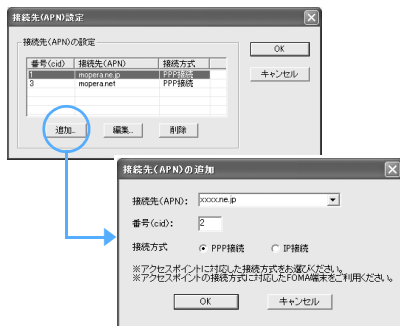 接続先(APN)設定
接続先(APN)の設定
番号(cid) 接続先(APN) 接続方式
1 mopera.ne.jp PPP接続
3 mopera.net PPP接続
追加... 編集... 削除
OK
キャンセル
接続先(APN)の追加
接続先(APN): xxxx.ne.jp
番号(cid): 2
接続方式 PPP接続 IP接続
※アクセスポイントに対応した接続方式をお選びください。
※アクセスポイントの接続方式に対応したFOMA端末をご利用ください。
OK キャンセル